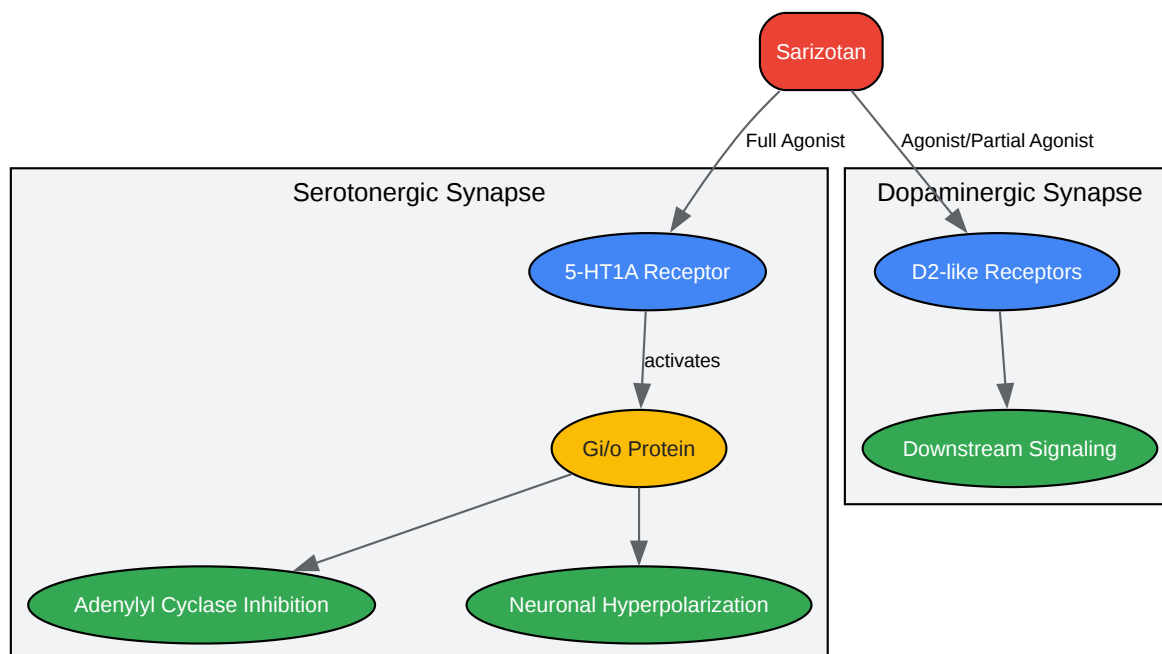 Sarizotan
Full Agonist
Agonist/Partial Agonist
Serotonergic Synapse
Dopaminergic Synapse
5-HT1A Receptor
D2-like Receptors
activates
Gi/o Protein
Downstream Signaling
Adenylyl Cyclase Inhibition
Neuronal Hyperpolarization